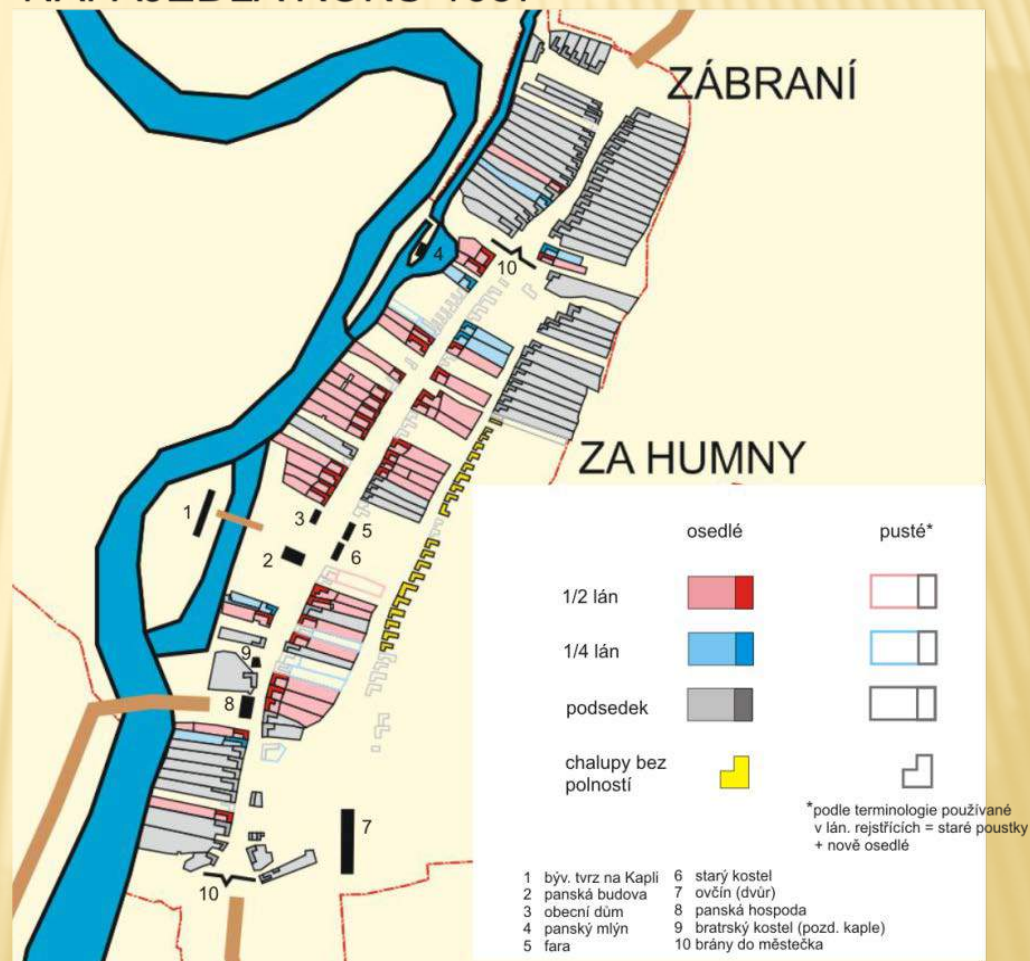 ZÁBRANÍ
4
10
ZA HUMNY
1
3
5
2
6
9
8
7
10
osedlé pusté*
1/2 lán
1/4 lán
podsedek
chalupy bez
polností
*podle terminologie používané
v lán. rejstřících = staré poustky
+ nově osedlé
1 býv. tvrz na Kapli
2 panská budova
3 obecní dům
4 panský mlýn
5 fara
6 starý kostel
7 ovčín (dvůr)
8 panská hospoda
9 bratrský kostel (pozd. kaple)
10 brány do městečka